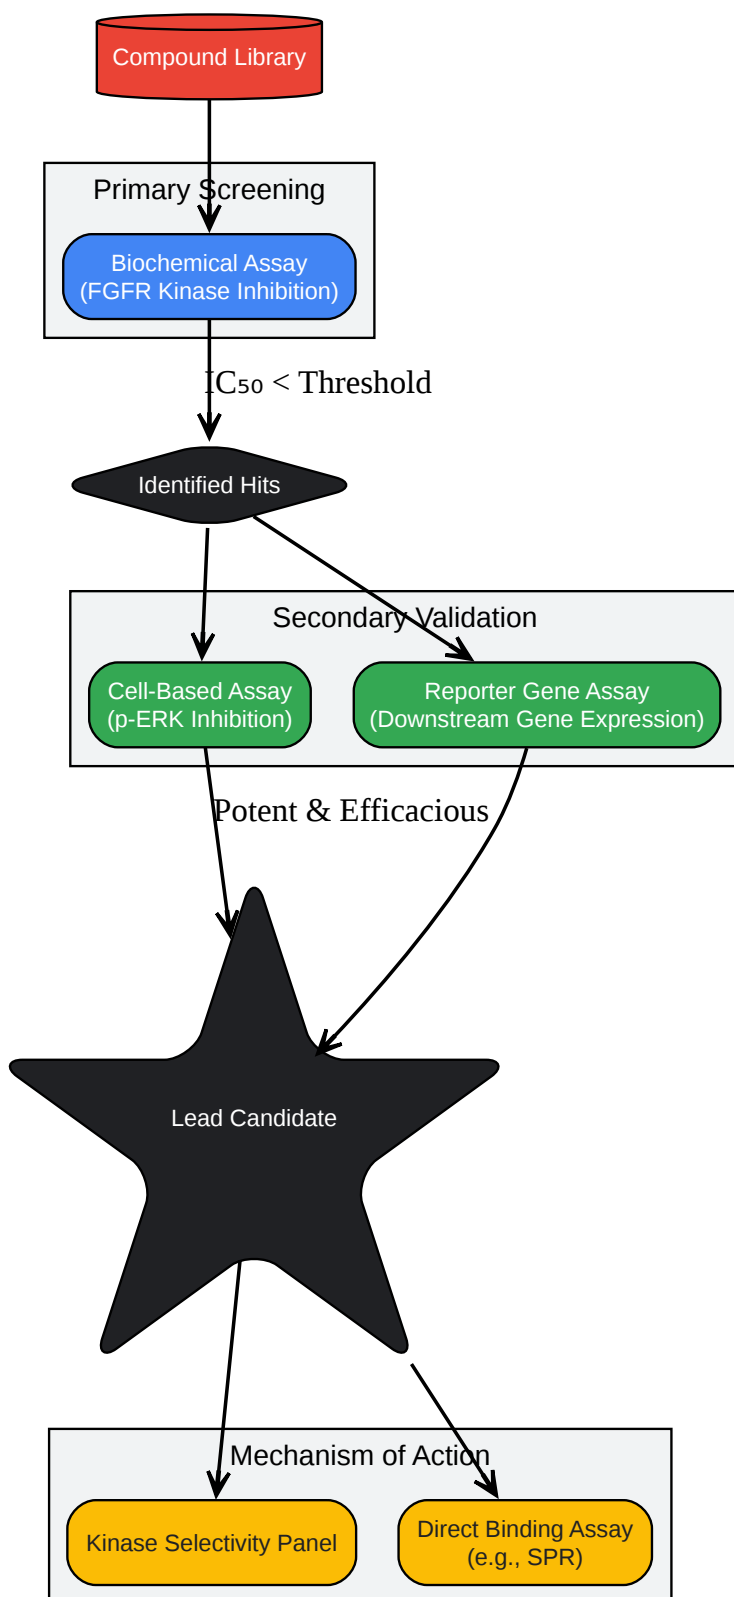 Compound Library
Primary Screening
Biochemical Assay
(FGFR Kinase Inhibition)
IC₅₀ < Threshold
Identified Hits
Secondary Validation
Cell-Based Assay
(p-ERK Inhibition)
Reporter Gene Assay
(Downstream Gene Expression)
Potent & Efficacious
Lead Candidate
Mechanism of Action
Kinase Selectivity Panel
Direct Binding Assay
(e.g., SPR)